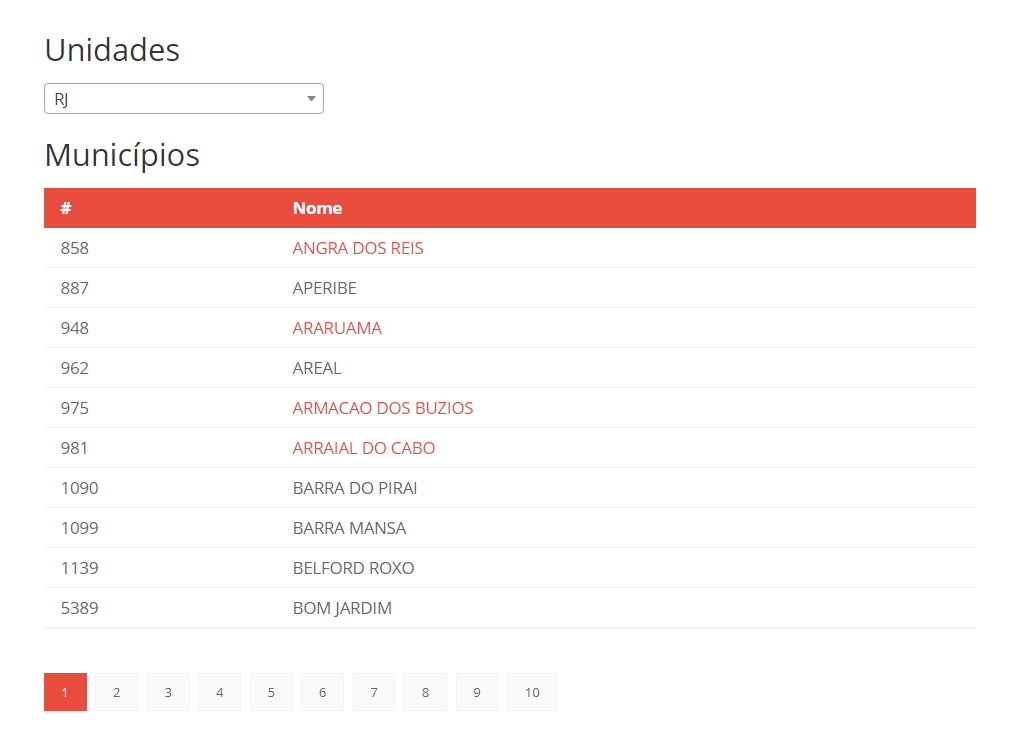 Unidades
RJ
Municípios
# Nome
858 ANGRA DOS REIS
887 APERIBE
948 ARARUAMA
962 AREAL
975 ARMACAO DOS BUZIOS
981 ARRAIAL DO CABO
1090 BARRA DO PIRAI
1099 BARRA MANSA
1139 BELFORD ROXO
5389 BOM JARDIM
1 2 3 4 5 6 7 8 9 10